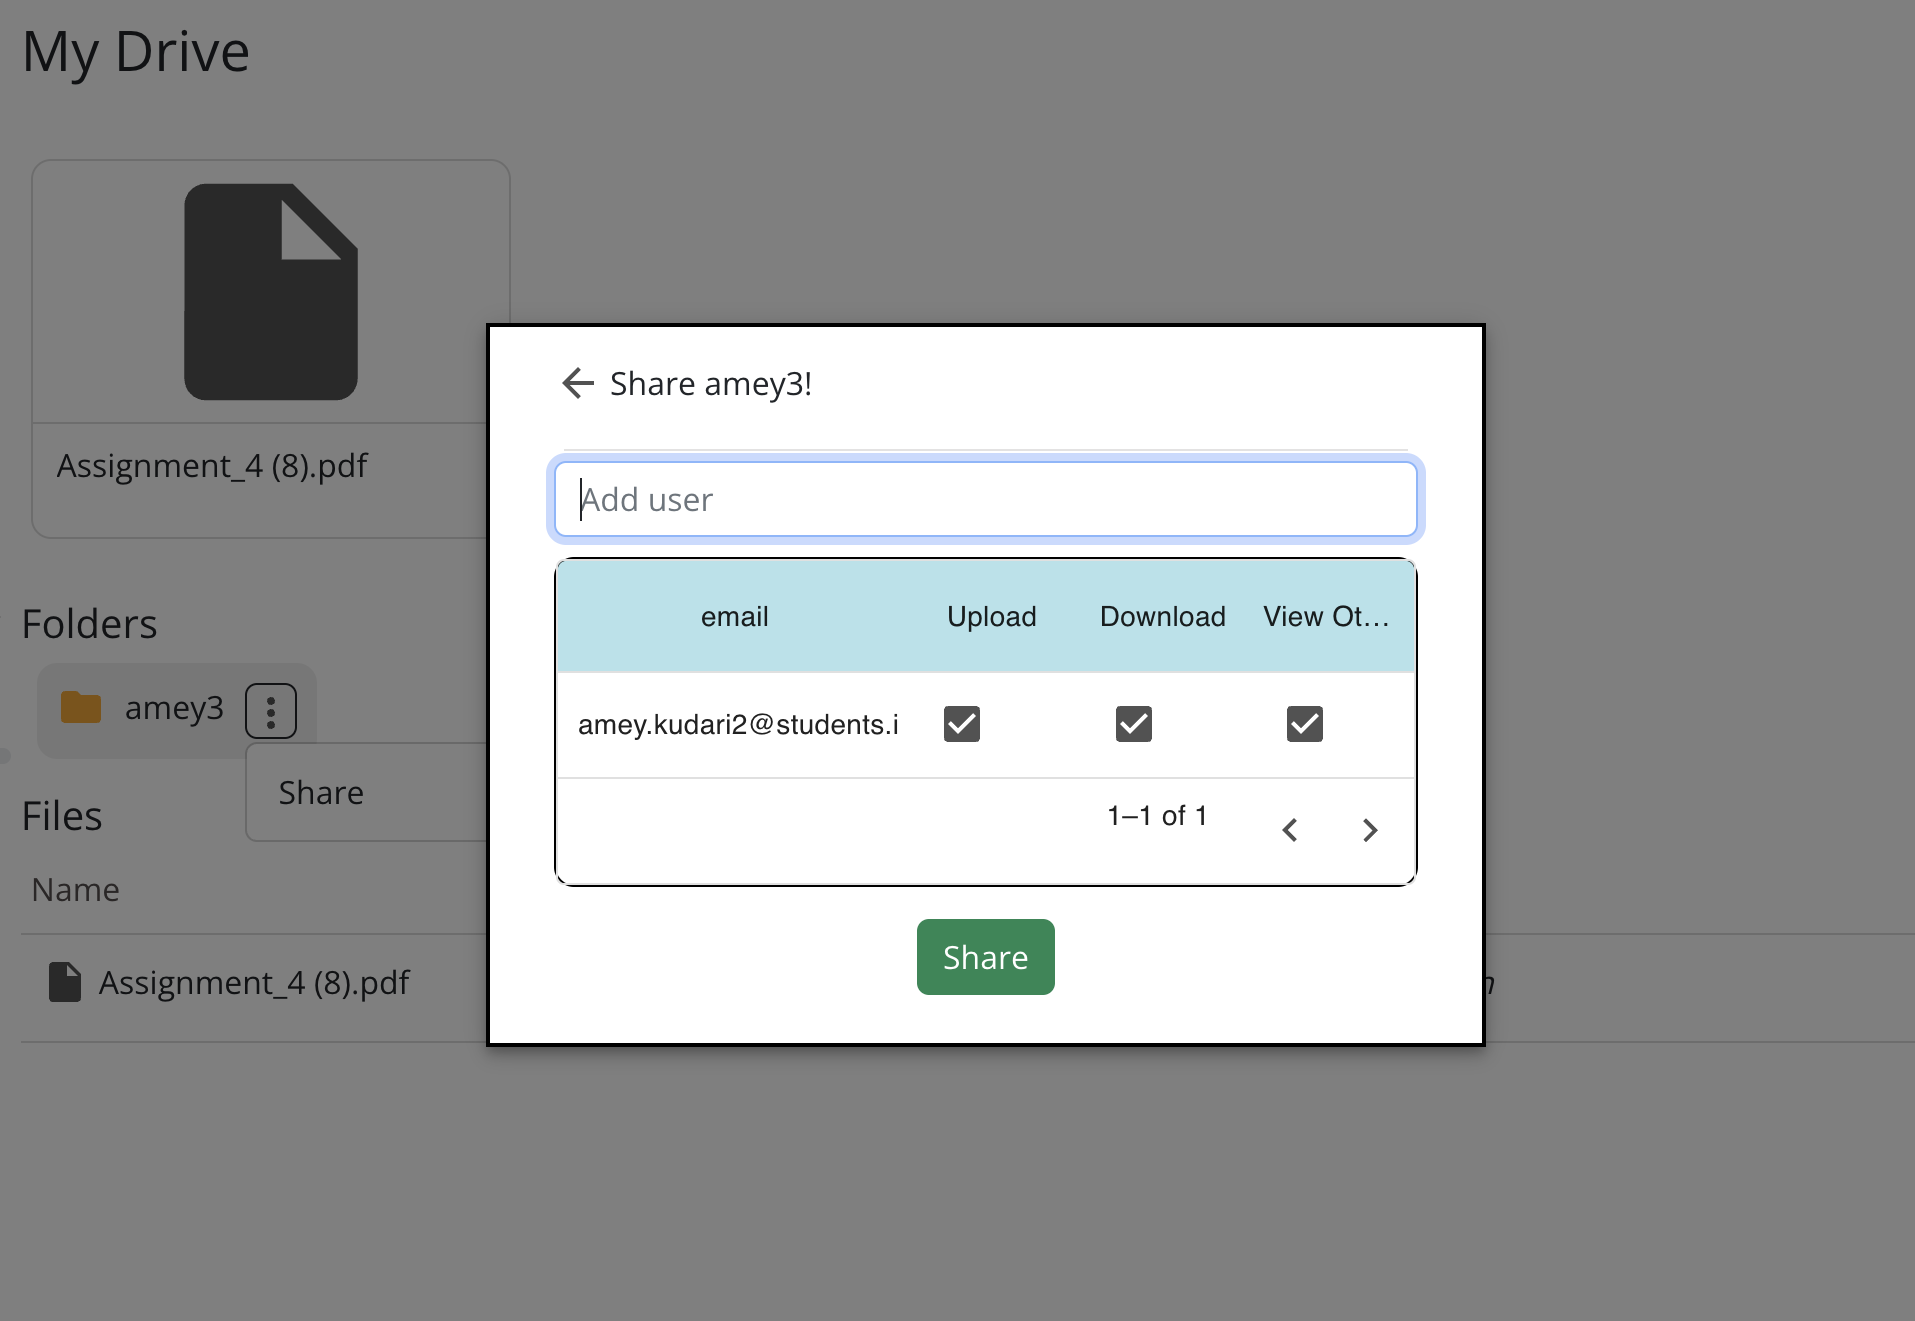 My Drive
Assignment_4 (8).pdf
Folders
amey3
Share
Files
Name
Assignment_4 (8).pdf
Share amey3!
Add user
email Upload Download View Ot...
amey.kudari2@students.i
1–1 of 1
Share